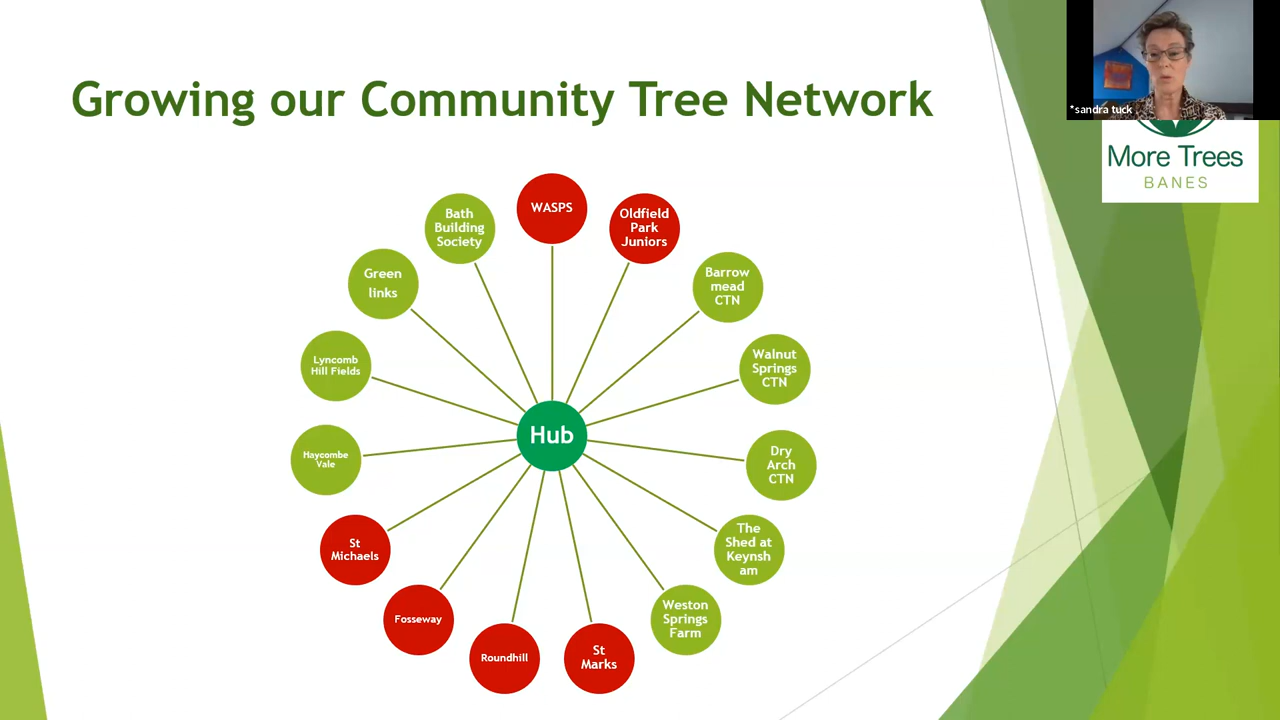 Growing our Community Tree Network
*sandra tuck
More Trees
BANES
WASPS
Oldfield
Park
Juniors
Barrow
mead
CTN
Walnut
Springs
CTN
Dry
Arch
CTN
The
Shed at
Keynsh
am
Weston
Springs
Farm
St
Marks
Roundhill
Fosseway
St
Michaels
Haycombe
Vale
Lyncomb
Hill Fields
Green
links
Bath
Building
Society
Hub